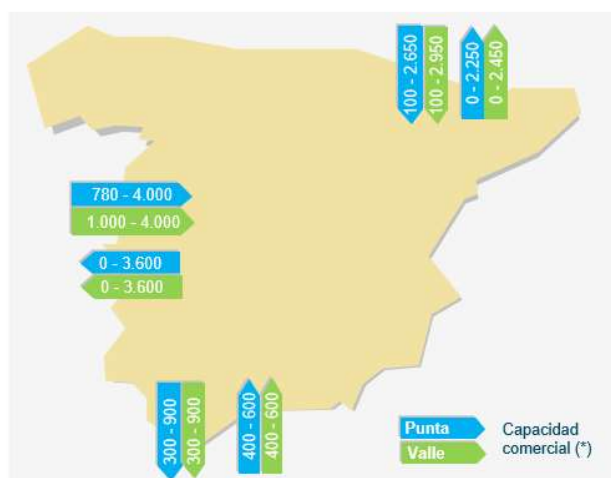 100 - 2.650
100 - 2.950
0 - 2.250
0 - 2.450
780 - 4.000
1.000 - 4.000
0 - 3.600
0 - 3.600
300 - 900
300 - 900
400 - 600
400 - 600
Punta
Valle
Capacidad
comercial (*)